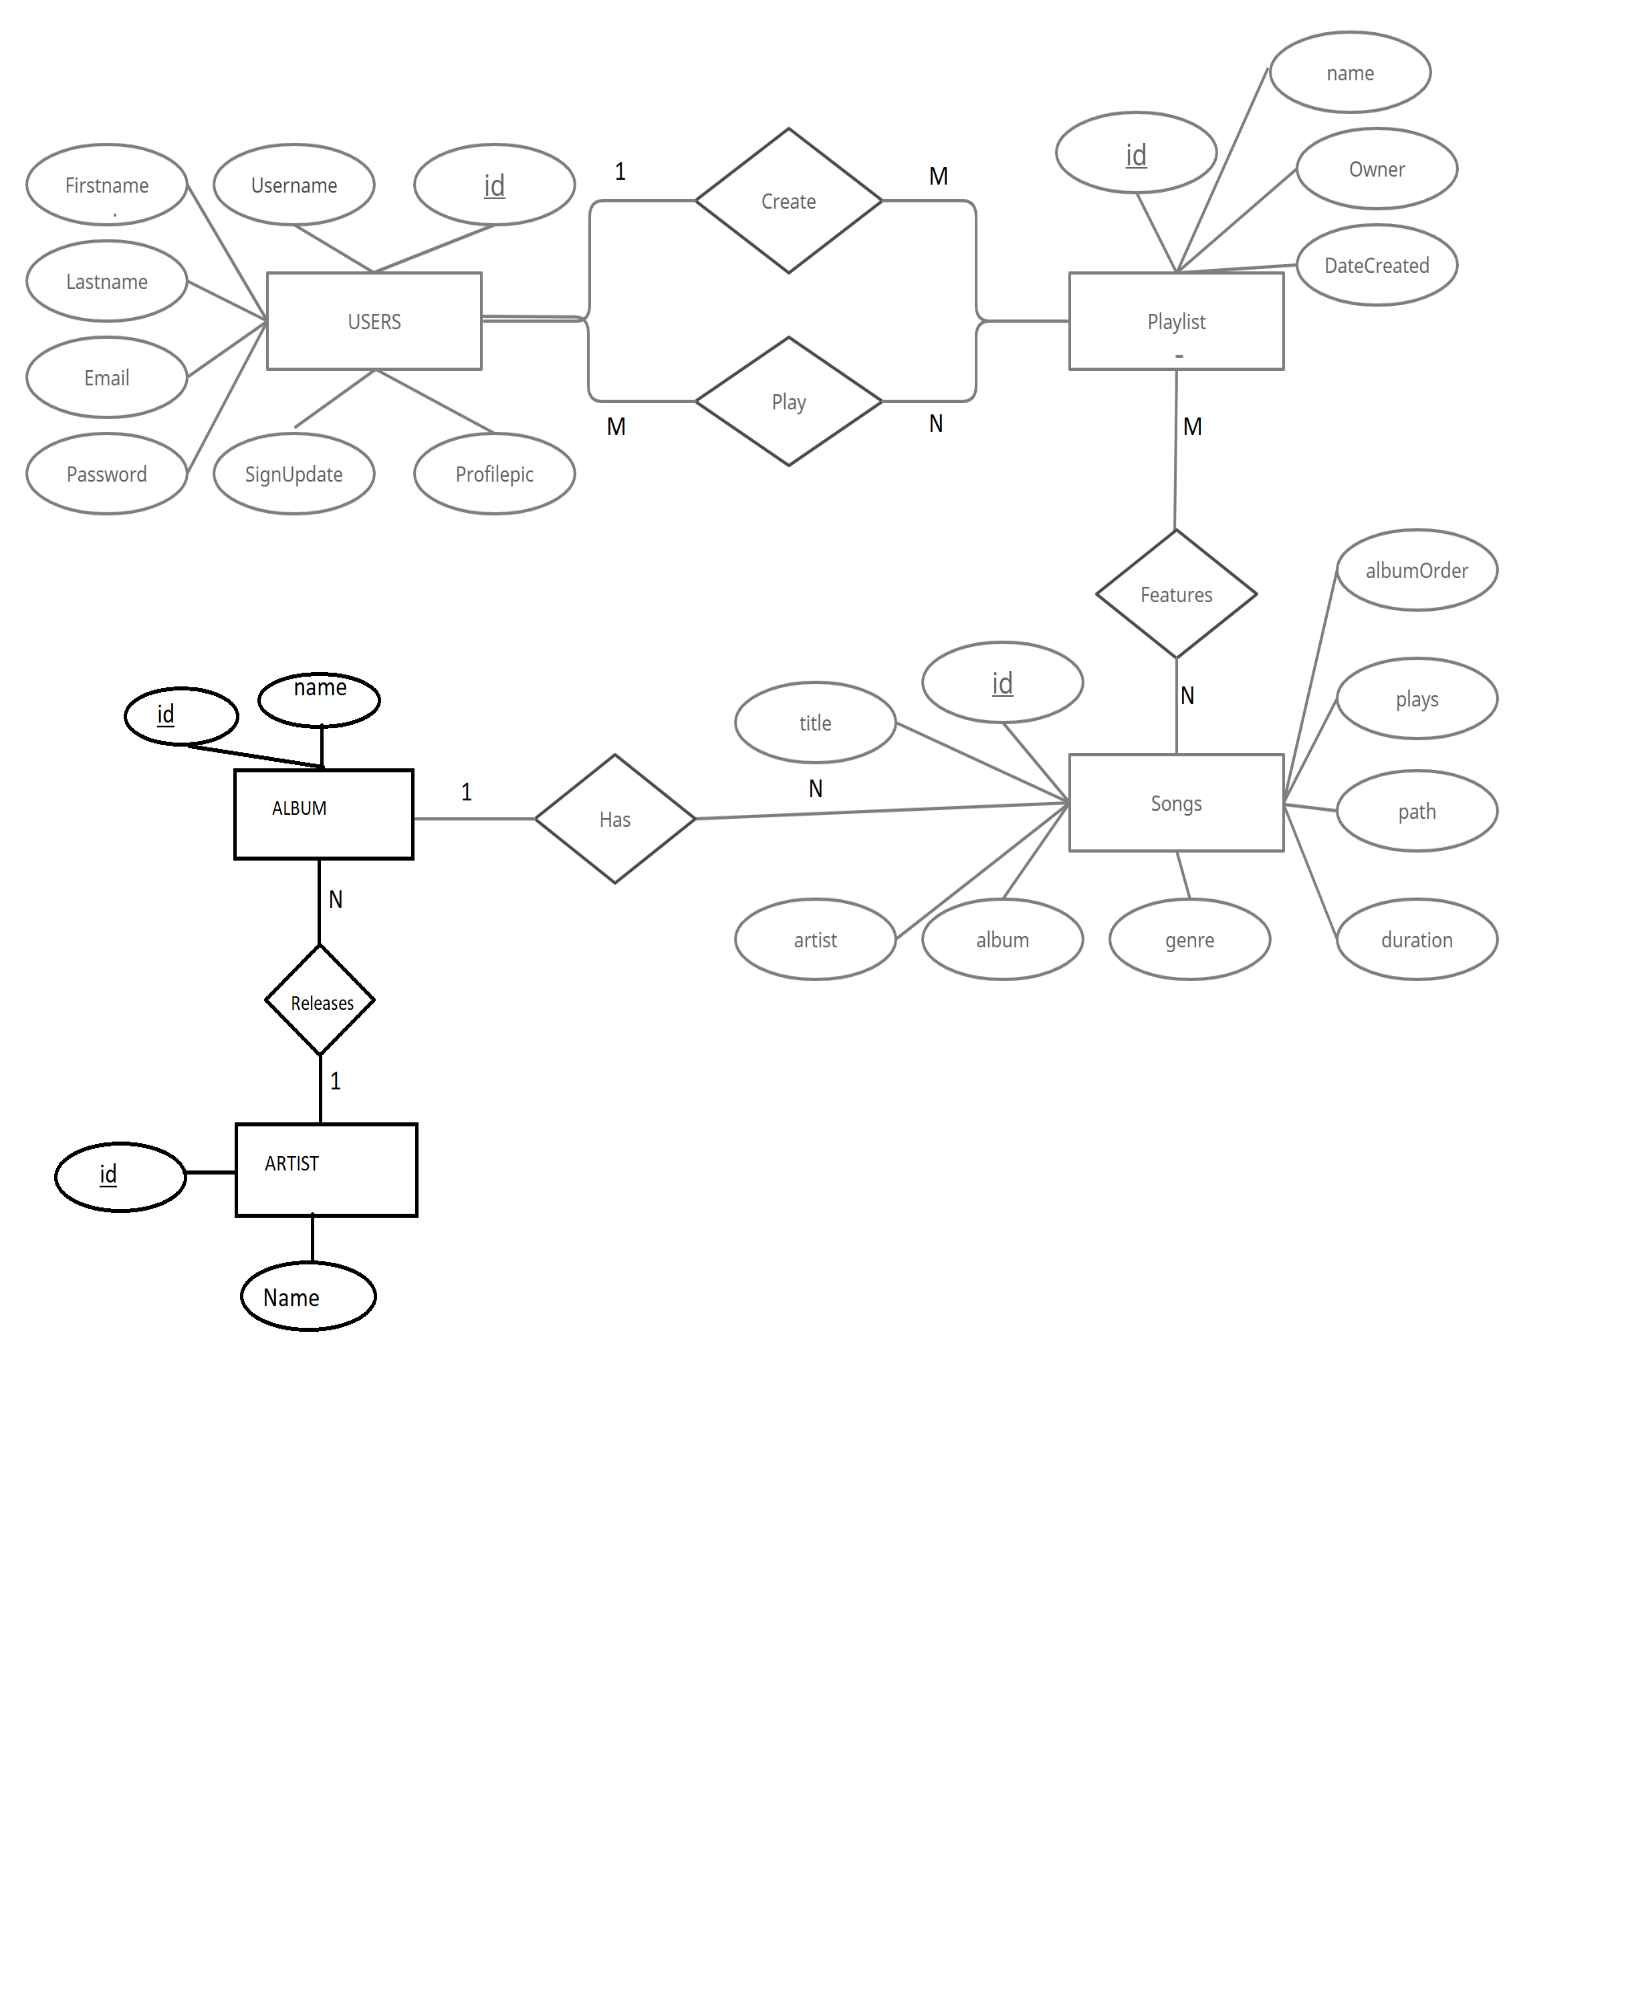 name
id
Owner
DateCreated
Firstname
Username
id
Lastname
Email
Password
SignUpdate
Profilepic
USERS
1
Create
M
M
Play
N
Playlist
M
Features
N
albumOrder
plays
path
duration
id
title
Songs
artist
album
genre
id
name
ALBUM
1
Has
N
N
Releases
1
ARTIST
id
Name